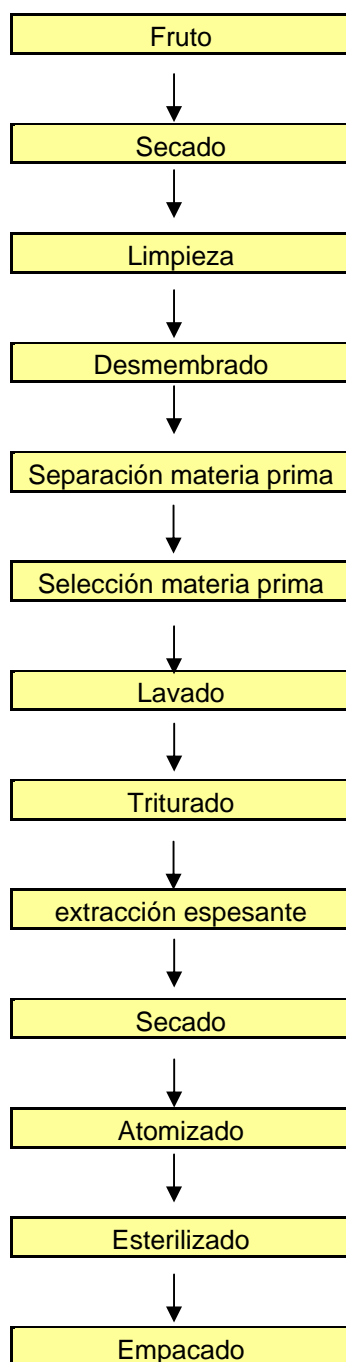 Fruto
Secado
Limpieza
Desmembrado
Separación materia prima
Selección materia prima
Lavado
Triturado
extracción espesante
Secado
Atomizado
Esterilizado
Empacado